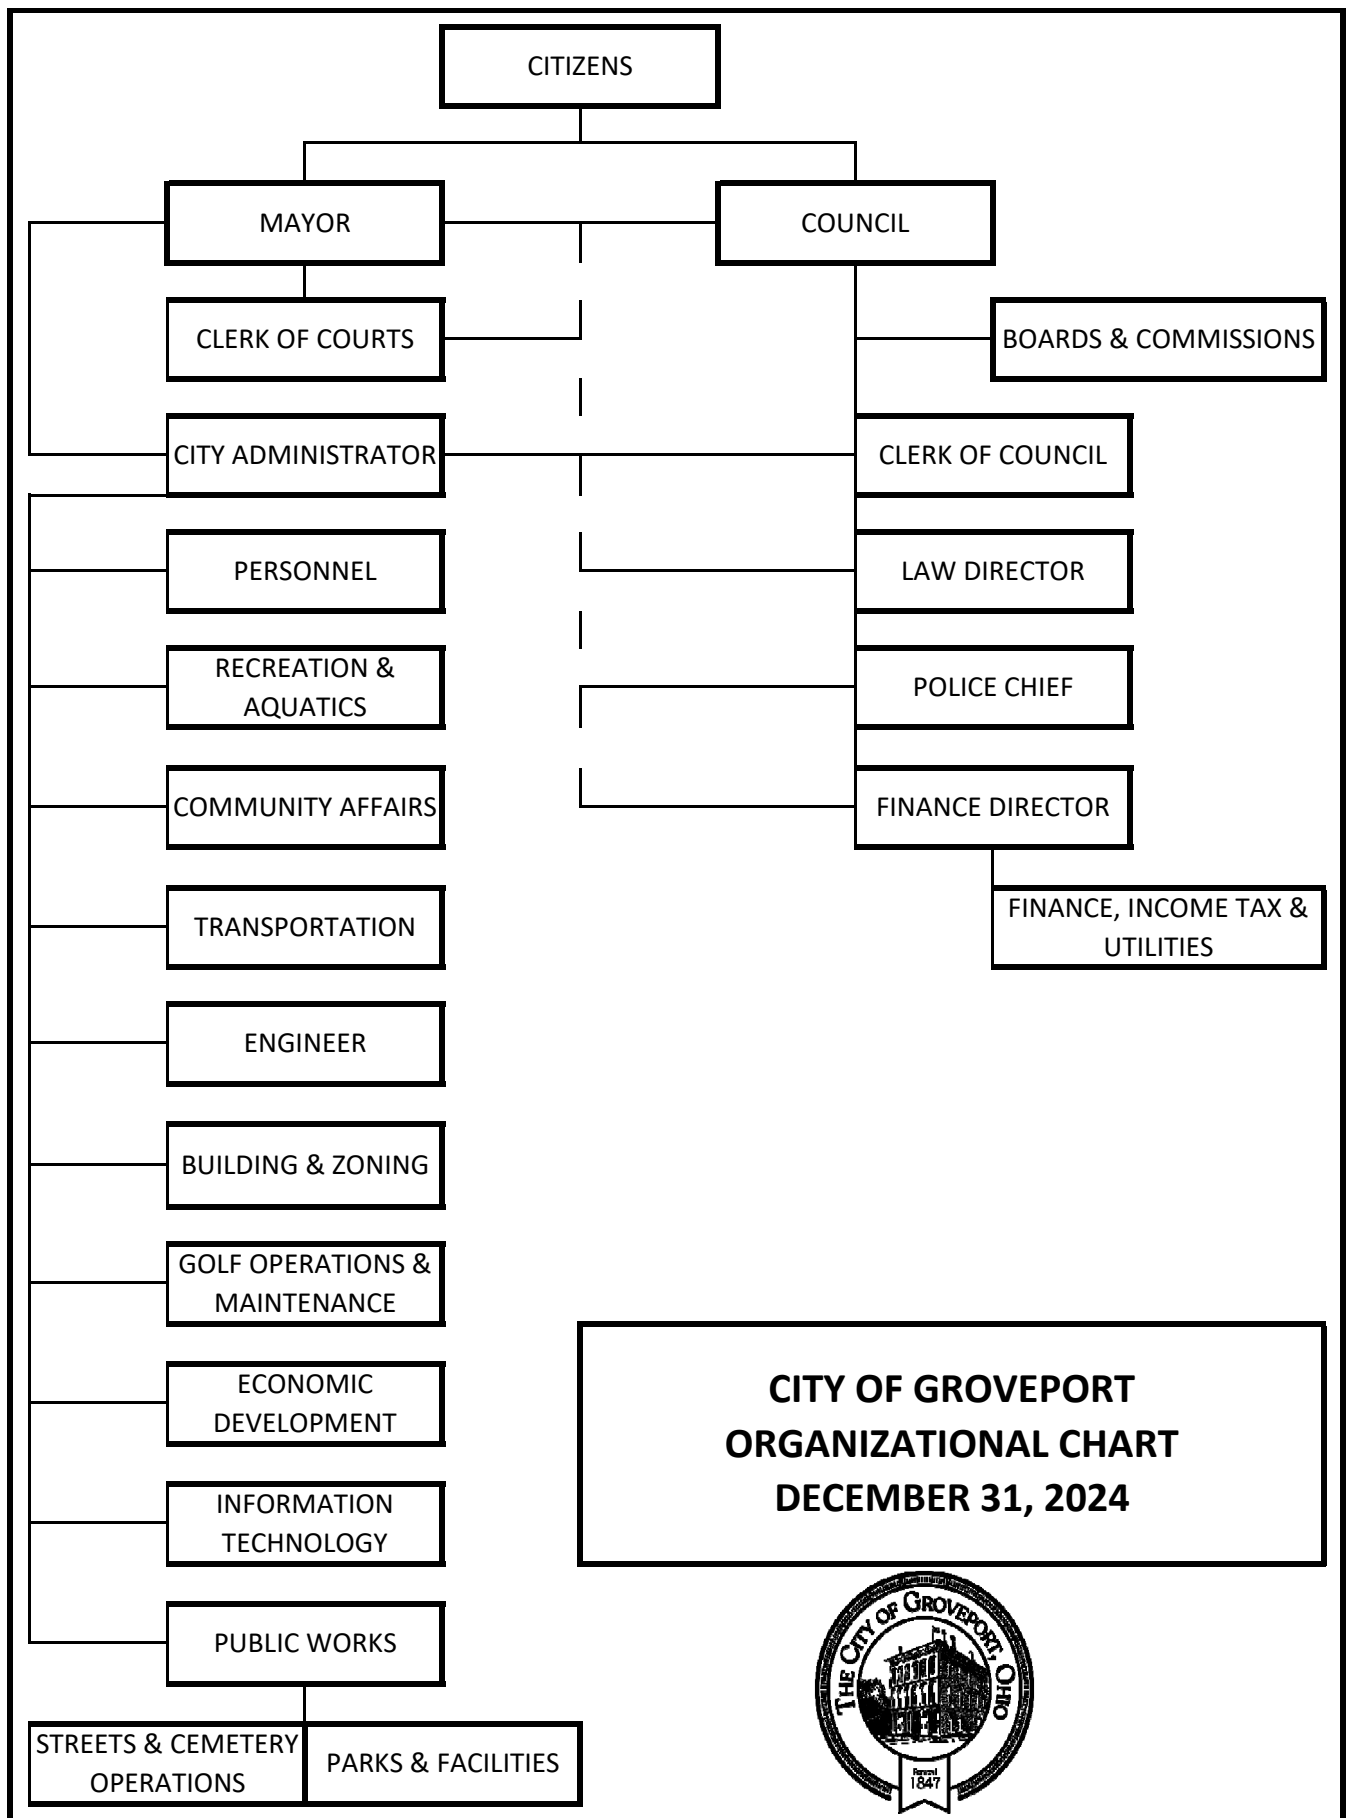 CITIZENS
MAYOR
COUNCIL
CLERK OF COURTS
BOARDS & COMMISSIONS
CITY ADMINISTRATOR
CLERK OF COUNCIL
PERSONNEL
LAW DIRECTOR
RECREATION &
AQUATICS
POLICE CHIEF
COMMUNITY AFFAIRS
FINANCE DIRECTOR
TRANSPORTATION
FINANCE, INCOME TAX &
UTILITIES
ENGINEER
BUILDING & ZONING
GOLF OPERATIONS &
MAINTENANCE
ECONOMIC
DEVELOPMENT
INFORMATION
TECHNOLOGY
PUBLIC WORKS
STREETS & CEMETERY
OPERATIONS
PARKS & FACILITIES
CITY OF GROVEPORT
ORGANIZATIONAL CHART
DECEMBER 31, 2024
THE CITY OF GROVEPORT, OHIO
1847